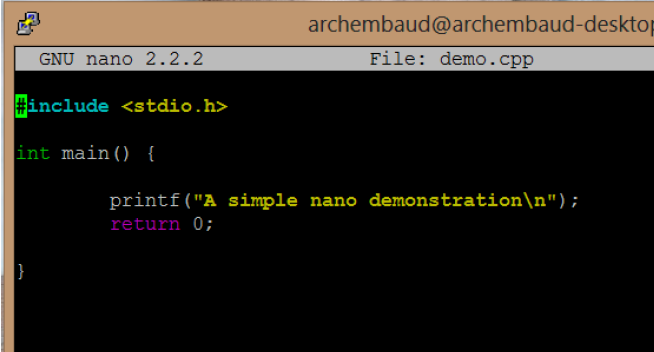 archembaud@archembaud-desktop
GNU nano 2.2.2 File: demo.cpp
#include <stdio.h>
int main() {
printf("A simple nano demonstration\n");
return 0;
}